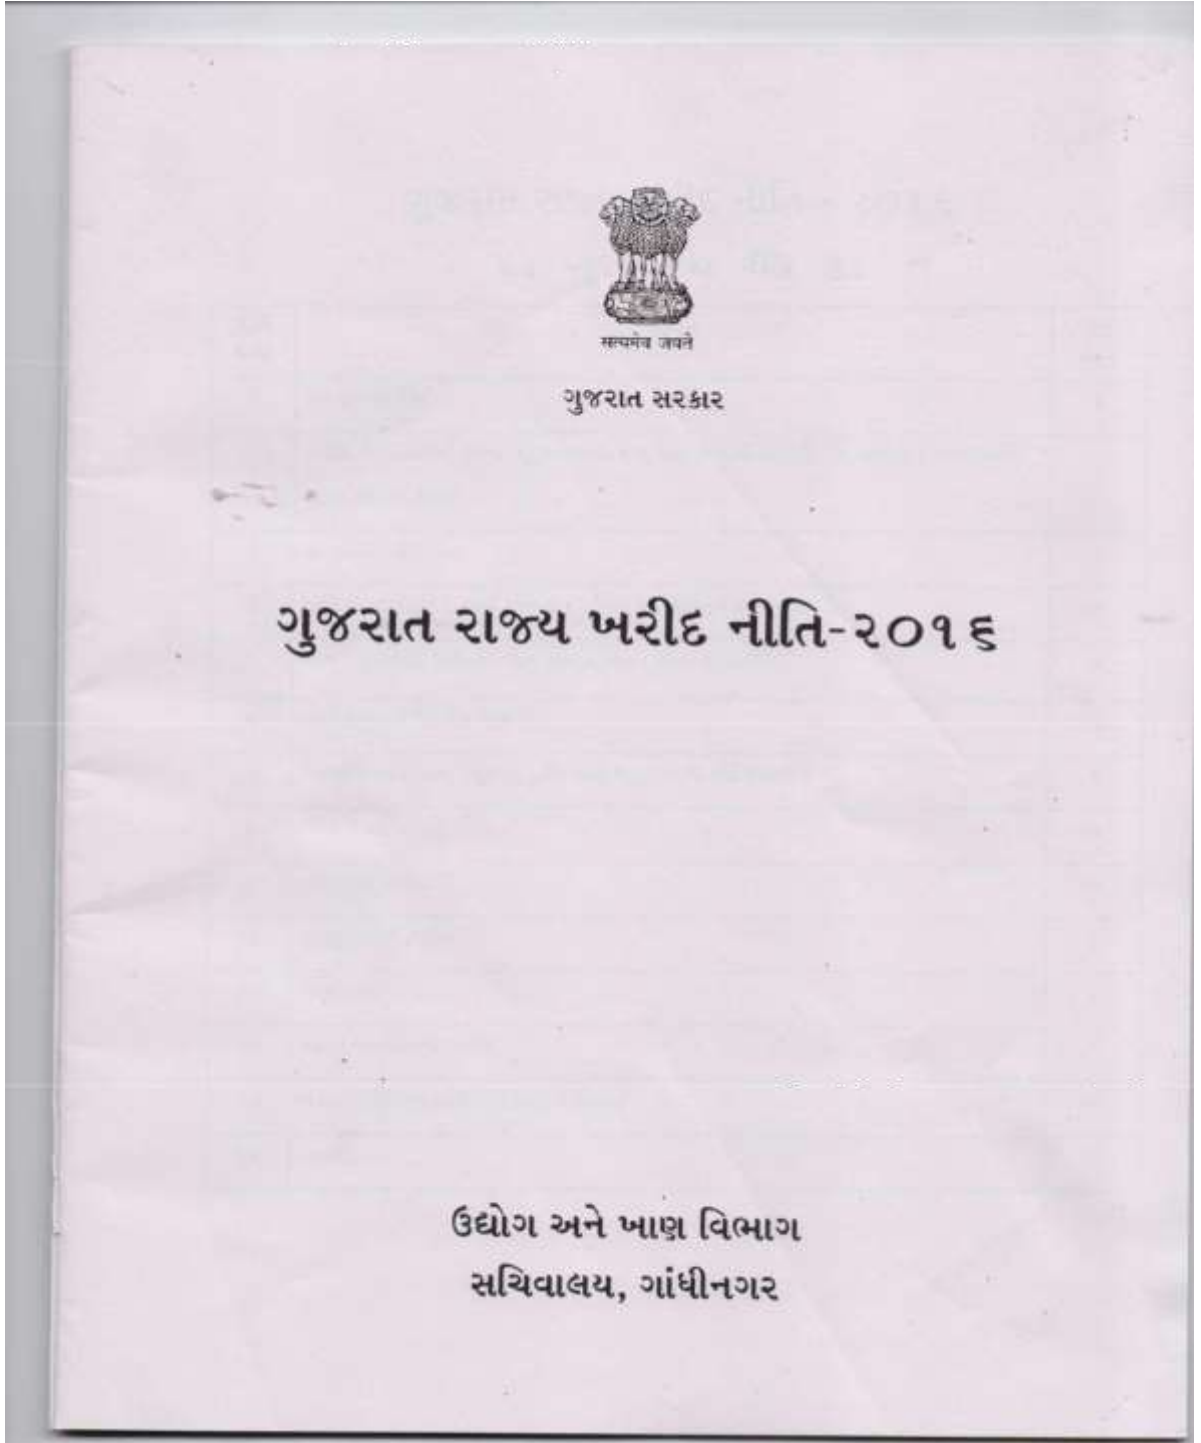 सत्यमेव जयते
ગુજરાત સરકાર
ગુજરાત રાજ્ય ખરીદ નીતિ-૨૦૧૬
ઉદ્યોગ અને ખાણ વિભાગ
સચિવાલય, ગાંધીનગર